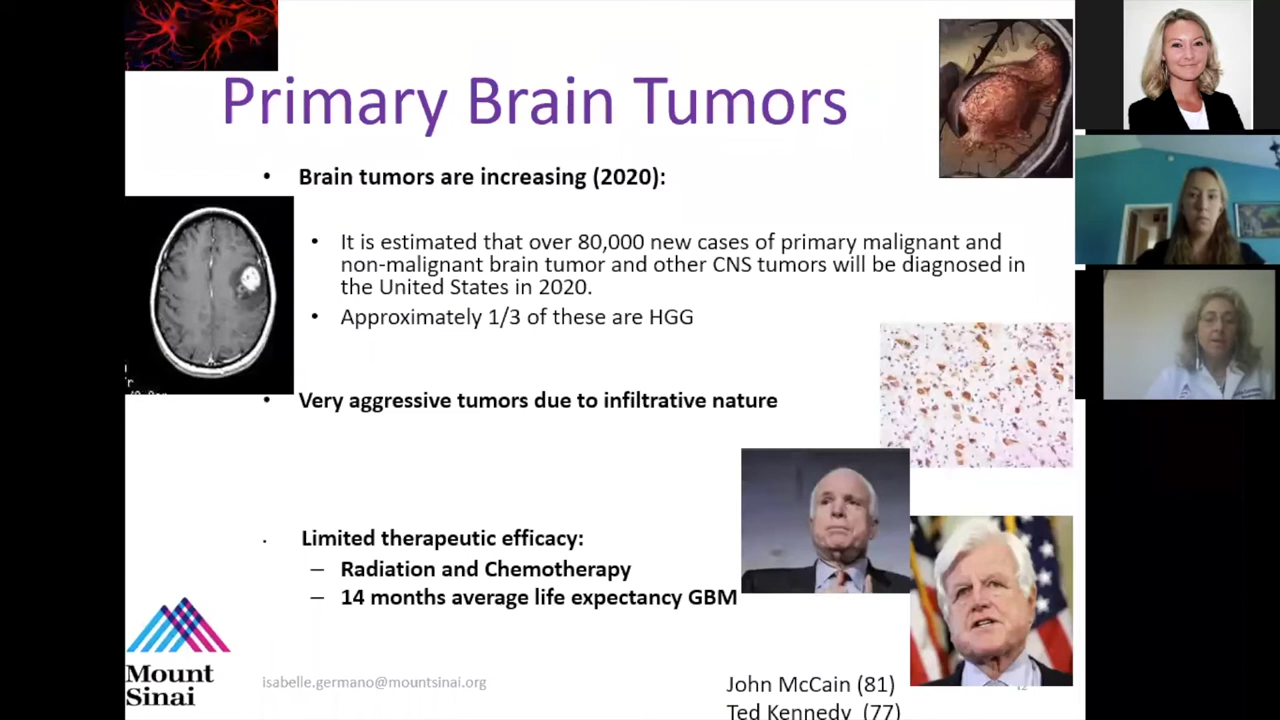 Primary Brain Tumors
• Brain tumors are increasing (2020):
• It is estimated that over 80,000 new cases of primary malignant and
non-malignant brain tumor and other CNS tumors will be diagnosed in
the United States in 2020.
• Approximately 1/3 of these are HGG
• Very aggressive tumors due to infiltrative nature
· Limited therapeutic efficacy:
– Radiation and Chemotherapy
– 14 months average life expectancy GBM
Mount
Sinai
isabelle.germano@mountsinai.org
John McCain (81)
Ted Kennedy (77)